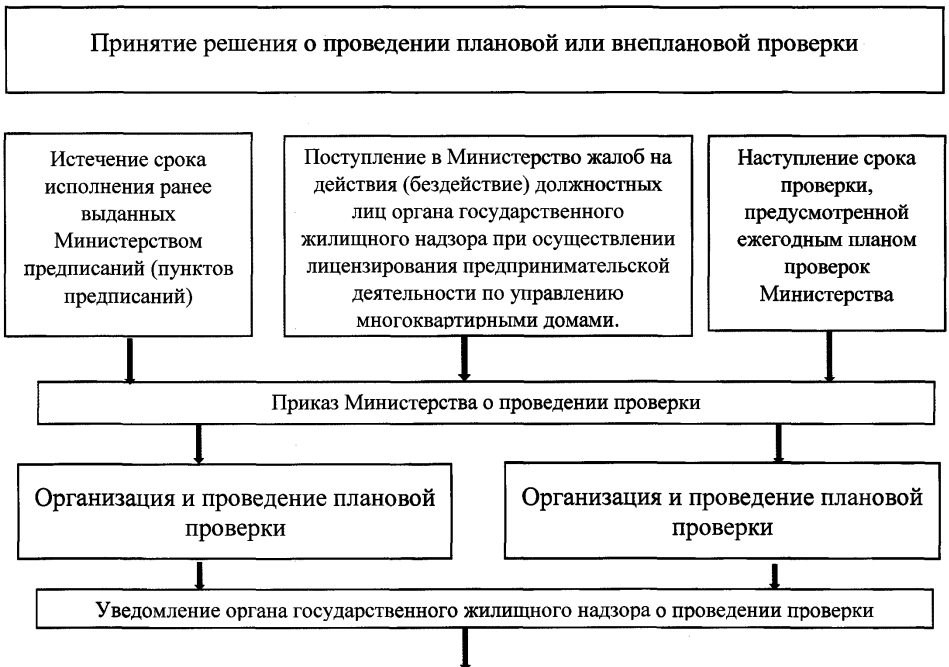 Принятие решения о проведении плановой или внеплановой проверки
Истечение срока
исполнения ранее
выданных
Министерством
предписаний (пунктов
предписаний)
Поступление в Министерство жалоб на
действия (бездействие) должностных
лиц органа государственного
жилищного надзора при осуществлении
лицензирования предпринимательской
деятельности по управлению
многоквартирными домами.
Наступление срока
проверки,
предусмотренной
ежегодным планом
проверок
Министерства
Приказ Министерства о проведении проверки
Организация и проведение плановой
проверки
Организация и проведение плановой
проверки
Уведомление органа государственного жилищного надзора о проведении проверки